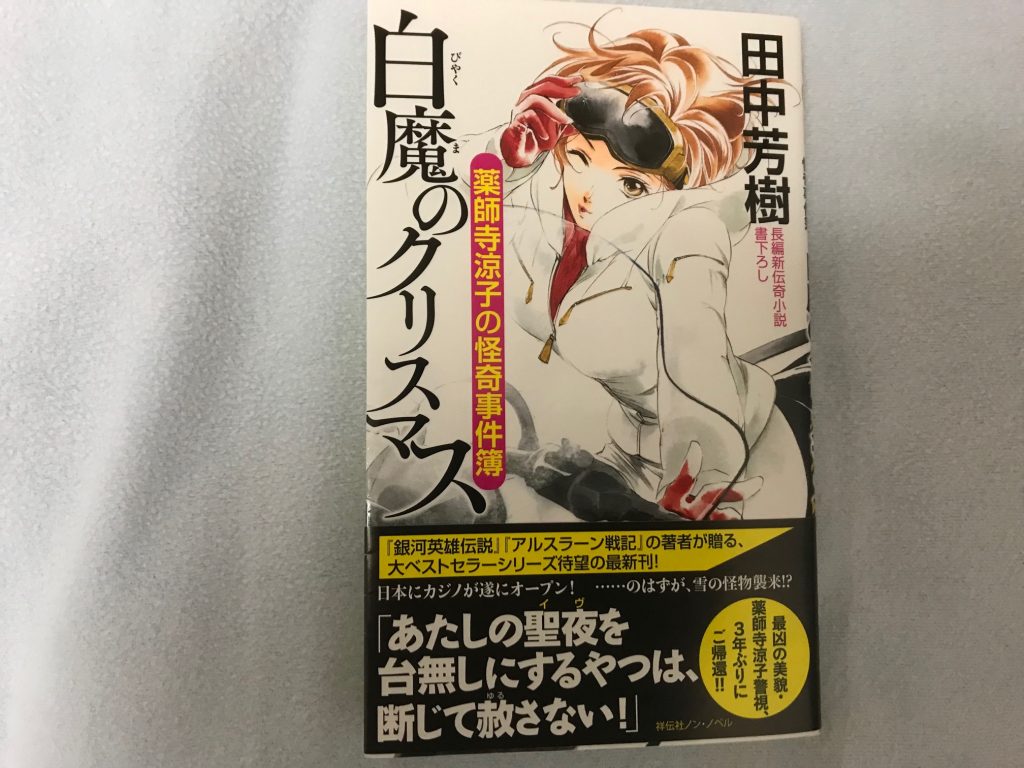 田中芳樹
長編新伝奇小説
書下ろし
白魔のクリスマス
びゃく
ま
薬師寺涼子の怪奇事件簿
『銀河英雄伝説』『アルスラーン戦記』の著者が贈る、
大ベストセラーシリーズ待望の最新刊!
日本にカジノが遂にオープン! ……のはずが、雪の怪物襲来!?
イヴ
「あたしの聖夜を
台無しにするやつは、
ゆる
断じて赦さない!」
最凶の美貌・
薬師寺涼子警視、
3年ぶりに
ご帰還!!
祥伝社ノン・ノベル